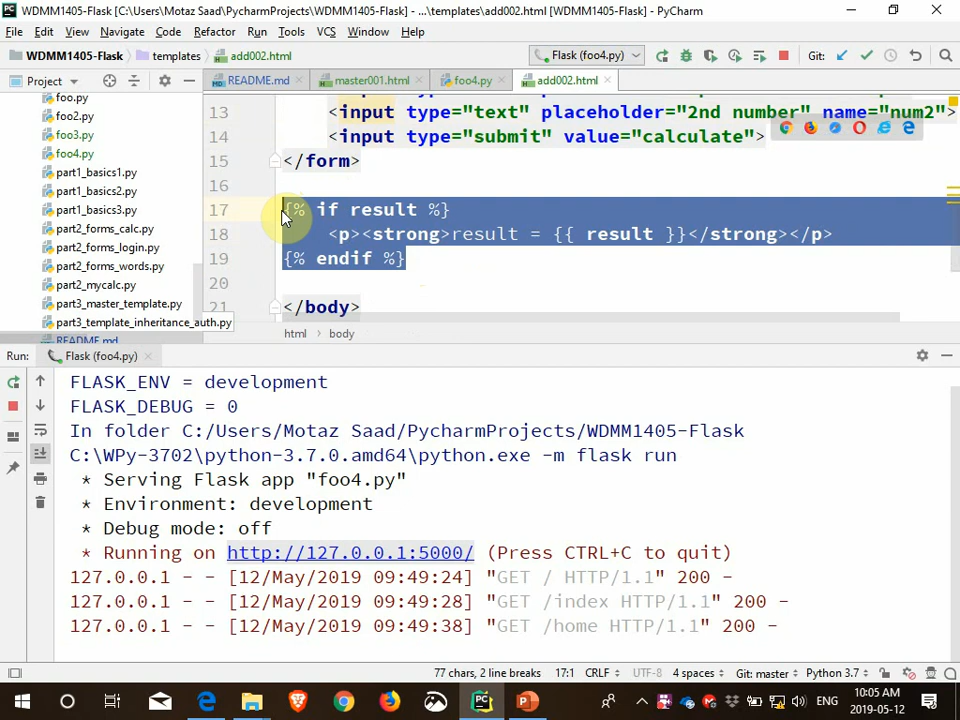 WDMM1405-Flask [C:\Users\Motaz Saad\PycharmProjects\WDMM1405-Flask] - ...\templates\add002.html [WDMM1405-Flask] - PyCharm
File Edit View Navigate Code Refactor Run Tools VCS Window Help
WDMM1405-Flask templates add002.html Flask (foo4.py) Git:
Project README.md master001.html foo4.py add002.html
foo.py
foo2.py
foo3.py
foo4.py
part1_basics1.py
part1_basics2.py
part1_basics3.py
part2_forms_calc.py
part2_forms_login.py
part2_forms_words.py
part2_mycalc.py
part3_master_template.py
part3_template_inheritance_auth.py
README.md
13 <input type="text" placeholder="2nd number" name="num2">
14 <input type="submit" value="calculate">
15 </form>
16
17 {% if result %}
18 <p><strong>result = {{ result }}</strong></p>
19 {% endif %}
20
21 </body>
html body
Run: Flask (foo4.py)
FLASK_ENV = development
FLASK_DEBUG = 0
In folder C:/Users/Motaz Saad/PycharmProjects/WDMM1405-Flask
C:\WPy-3702\python-3.7.0.amd64\python.exe -m flask run
* Serving Flask app "foo4.py"
* Environment: development
* Debug mode: off
* Running on http://127.0.0.1:5000/ (Press CTRL+C to quit)
127.0.0.1 - - [12/May/2019 09:49:24] "GET / HTTP/1.1" 200 -
127.0.0.1 - - [12/May/2019 09:49:28] "GET /index HTTP/1.1" 200 -
127.0.0.1 - - [12/May/2019 09:49:38] "GET /home HTTP/1.1" 200 -
77 chars, 2 line breaks 17:1 CRLF UTF-8 4 spaces Git: master Python 3.7
ENG 10:05 AM
2019-05-12